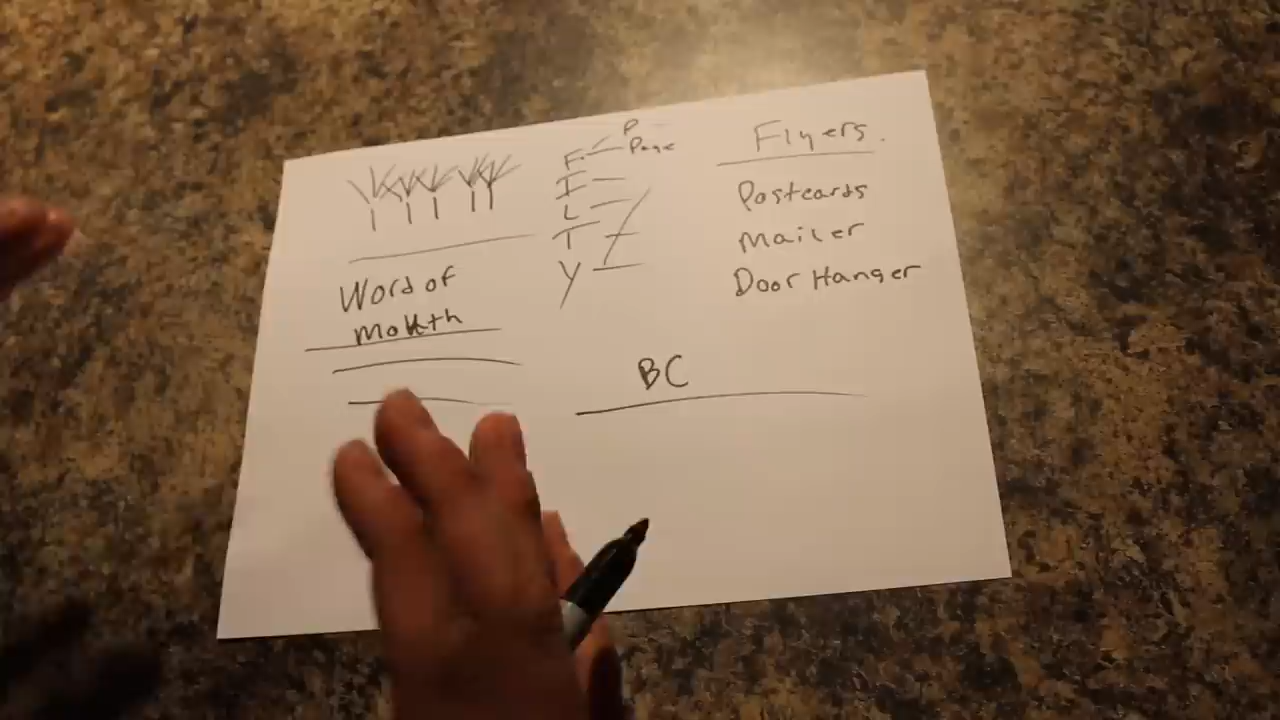 Word of
Mouth
P
F. Page
I
L
T
Y
Flyers.
Postcards
Mailer
Door Hanger
BC